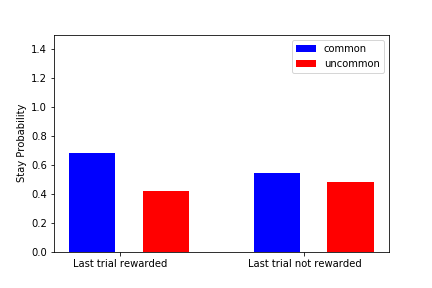 1.4
1.2
1.0
0.8
0.6
0.4
0.2
0.0
Stay Probability
common
uncommon
Last trial rewarded
Last trial not rewarded